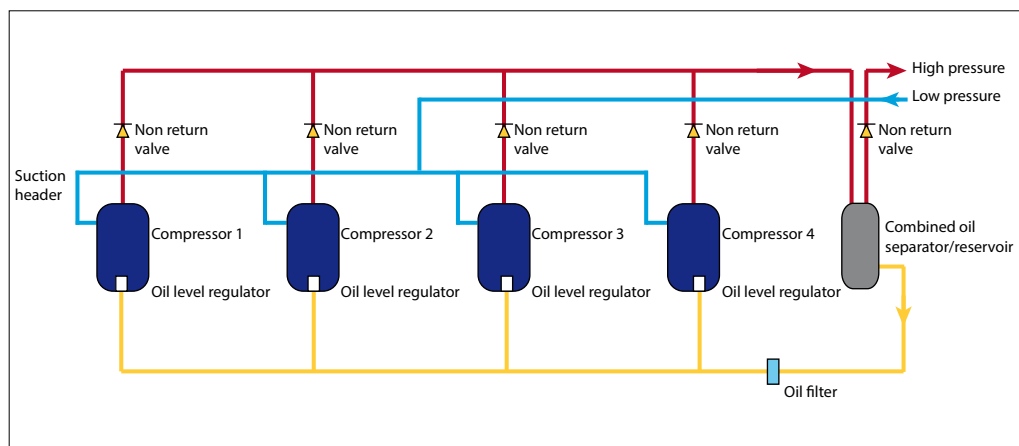 High pressure
Low pressure
Non return
valve
Non return
valve
Non return
valve
Non return
valve
Non return
valve
Suction
header
Compressor 1
Compressor 2
Compressor 3
Compressor 4
Combined oil
separator/reservoir
Oil level regulator
Oil level regulator
Oil level regulator
Oil level regulator
Oil filter